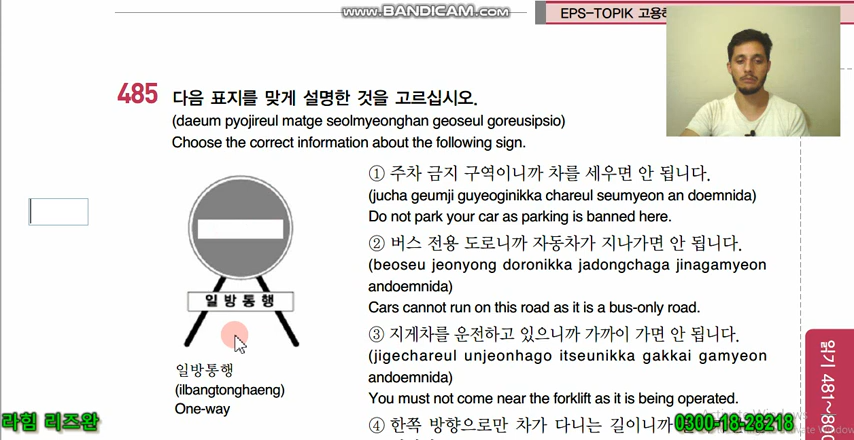 www.BANDICAM.com
EPS-TOPIK
485 다음 표지를 맞게 설명한 것을 고르십시오.
(daeum pyojireul matge seolmyeonghan geoseul goreusipsio)
Choose the correct information about the following sign.
일방통행
일방통행
(ilbangtonghaeng)
One-way
① 주차 금지 구역이니까 차를 세우면 안 됩니다.
(jucha geumji guyeoginikka chareul seumyeon an doemnida)
Do not park your car as parking is banned here.
② 버스 전용 도로니까 자동차가 지나가면 안 됩니다.
(beoseu jeonyong doronikka jadongchaga jinagamyeon
andoemnida)
Cars cannot run on this road as it is a bus-only road.
③ 지게차를 운전하고 있으니까 가까이 가면 안 됩니다.
(jigechareul unjeonhago itseunikka gakkai gamyeon
andoemnida)
You must not come near the forklift as it is being operated.
④ 한쪽 방향으로만 차가 다니는 길이니까
읽기 481~800
라힘 리즈완
0300-18-28218